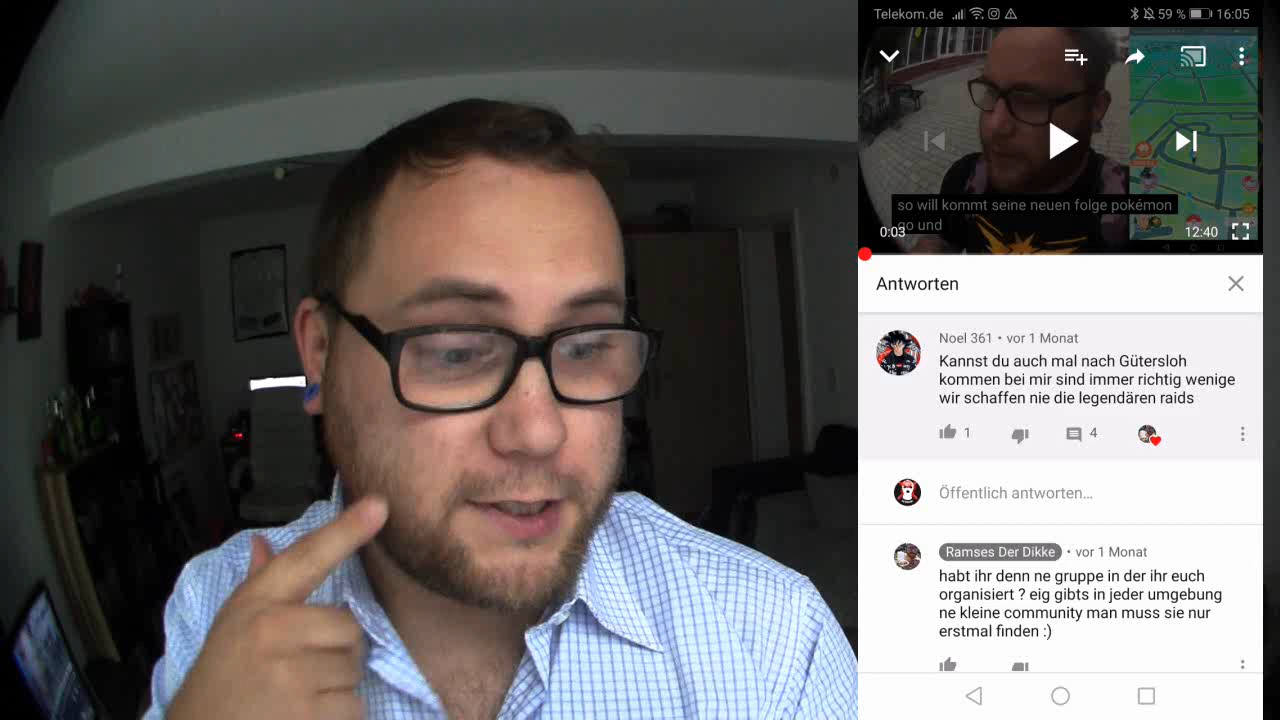 Telekom.de 59 % 16:05
so will kommt seine neuen folge pokémon
go und
0:03 12:40
Antworten
Noel 361 • vor 1 Monat
Kannst du auch mal nach Gütersloh
kommen bei mir sind immer richtig wenige
wir schaffen nie die legendären raids
1 4
Öffentlich antworten...
Ramses Der Dikke • vor 1 Monat
habt ihr denn ne gruppe in der ihr euch
organisiert ? eig gibts in jeder umgebung
ne kleine community man muss sie nur
erstmal finden :)